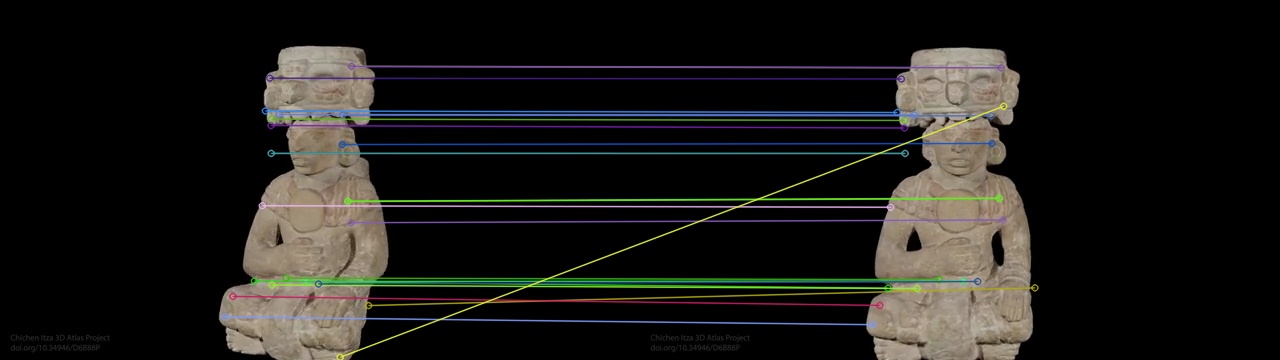 Chichen Itza 3D Atlas Project
doi.org/10.34946/D6B88P
Chichen Itza 3D Atlas Project
doi.org/10.34946/D6B88P